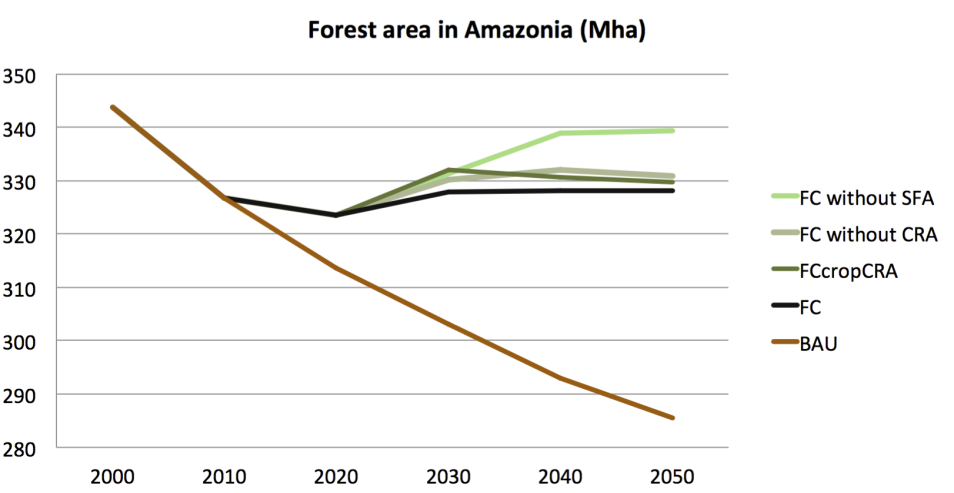 Forest area in Amazonia (Mha)
350
340
330
320
310
300
290
280
2000 2010 2020 2030 2040 2050
FC without SFA
FC without CRA
FCcropCRA
FC
BAU